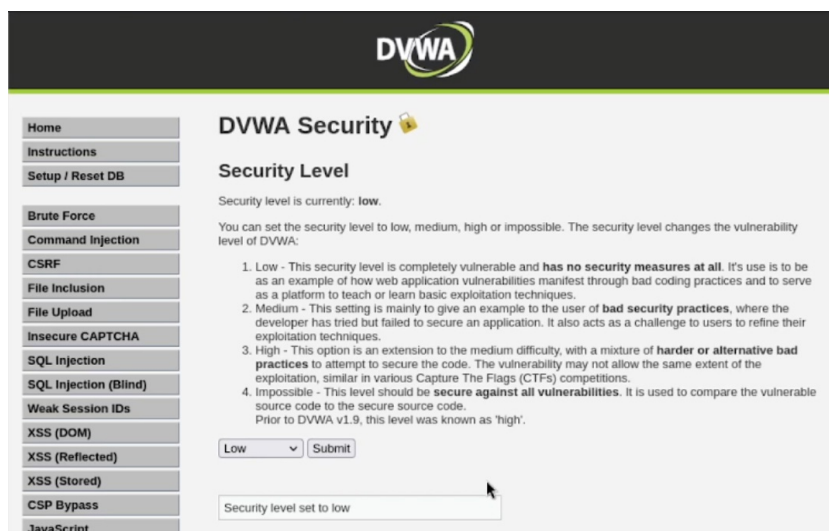 DVWA
Home
Instructions
Setup / Reset DB
Brute Force
Command Injection
CSRF
File Inclusion
File Upload
Insecure CAPTCHA
SQL Injection
SQL Injection (Blind)
Weak Session IDs
XSS (DOM)
XSS (Reflected)
XSS (Stored)
CSP Bypass
JavaScript
DVWA Security
Security Level
Security level is currently: low.
You can set the security level to low, medium, high or impossible. The security level changes the vulnerability
level of DVWA:
1. Low - This security level is completely vulnerable and has no security measures at all. It's use is to be
as an example of how web application vulnerabilities manifest through bad coding practices and to serve
as a platform to teach or learn basic exploitation techniques.
2. Medium - This setting is mainly to give an example to the user of bad security practices, where the
developer has tried but failed to secure an application. It also acts as a challenge to users to refine their
exploitation techniques.
3. High - This option is an extension to the medium difficulty, with a mixture of harder or alternative bad
practices to attempt to secure the code. The vulnerability may not allow the same extent of the
exploitation, similar in various Capture The Flags (CTFs) competitions.
4. Impossible - This level should be secure against all vulnerabilities. It is used to compare the vulnerable
source code to the secure source code.
Prior to DVWA v1.9, this level was known as 'high'.
Low
Submit
Security level set to low